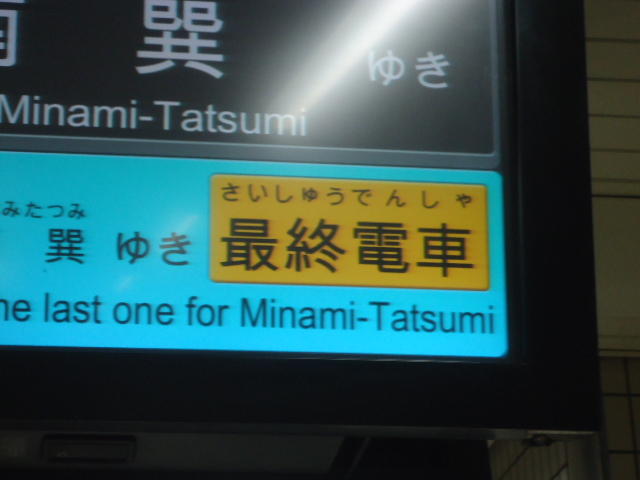 南 巽 ゆき
Minami-Tatsumi
みたつみ さいしゅうでんしゃ
巽 ゆき 最終電車
he last one for Minami-Tatsumi